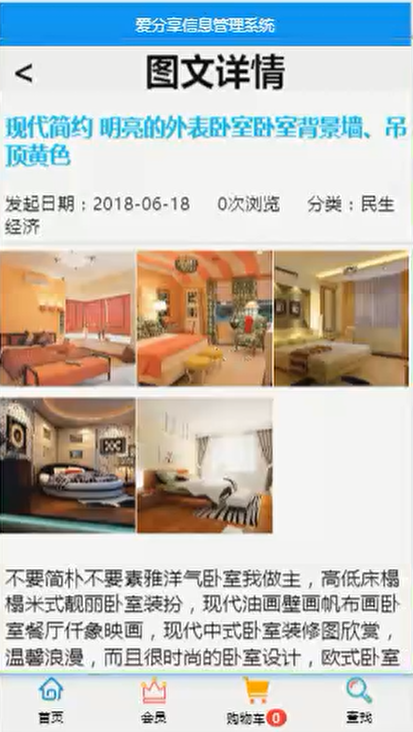 爱分享信息管理系统
< 图文详情
现代简约 明亮的外表卧室卧室背景墙、吊
顶黄色
发起日期：2018-06-18 0次浏览 分类：民生
经济
不要简朴不要素雅洋气卧室我做主，高低床榻
榻米式靓丽卧室装扮，现代油画壁画帆布画卧
室餐厅仟象映画，现代中式卧室装修图欣赏，
温馨浪漫，而且很时尚的卧室设计，欧式卧室
首页 会员 购物车 0 查找